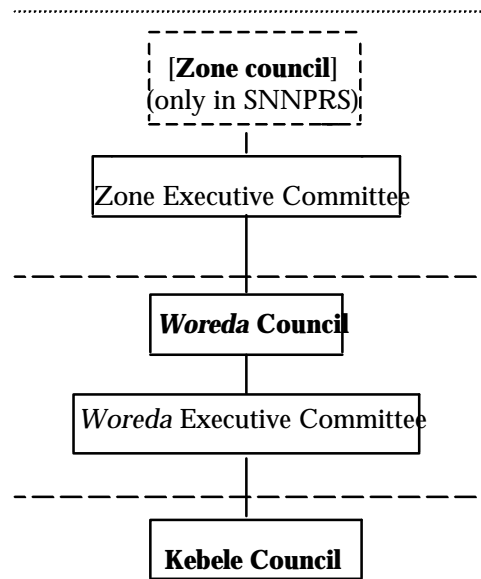 [Zone council]
(only in SNNPRS)
Zone Executive Committee
Woreda Council
Woreda Executive Committee
Kebele Council